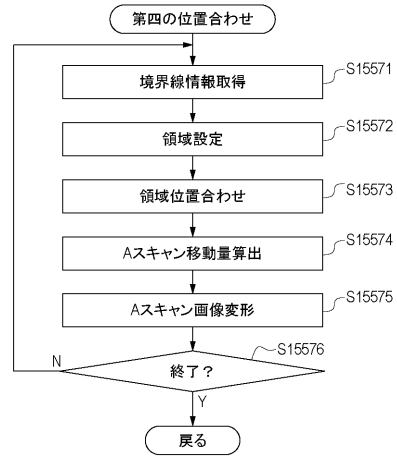 第四の位置合わせ
境界線情報取得
S15571
領域設定
S15572
領域位置合わせ
S15573
Aスキャン移動量算出
S15574
Aスキャン画像変形
S15575
終了？
S15576
N
Y
戻る